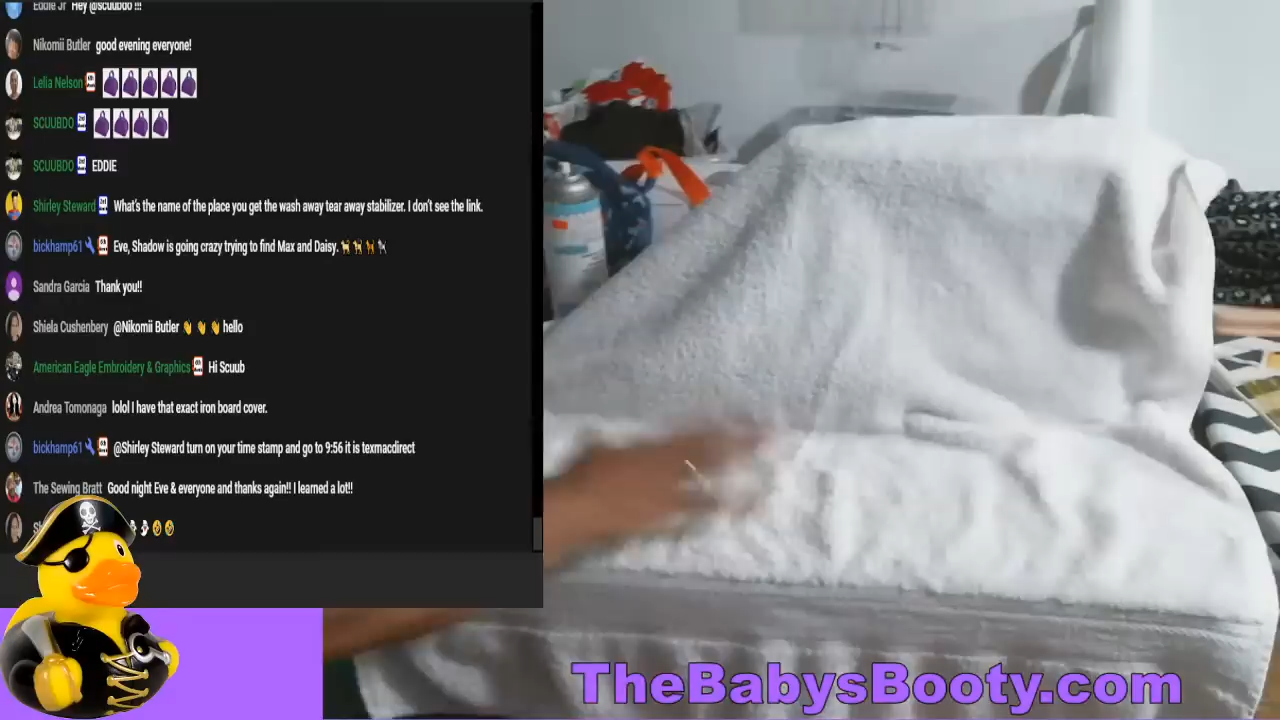 Eddie Jr Hey @scuubdo !!!
Nikomii Butler good evening everyone!
Lelia Nelson
SCUUBDO
SCUUBDO EDDIE
Shirley Steward What's the name of the place you get the wash away tear away stabilizer. I don't see the link.
bickhamp61 Eve, Shadow is going crazy trying to find Max and Daisy.
Sandra Garcia Thank you!!
Shiela Cushenbery @Nikomii Butler hello
American Eagle Embroidery & Graphics Hi Scuub
Andrea Tomonaga lolol I have that exact iron board cover.
bickhamp61 @Shirley Steward turn on your time stamp and go to 9:56 it is texmacdirect
The Sewing Bratt Good night Eve & everyone and thanks again!! I learned a lot!!
TheBabysBooty.com